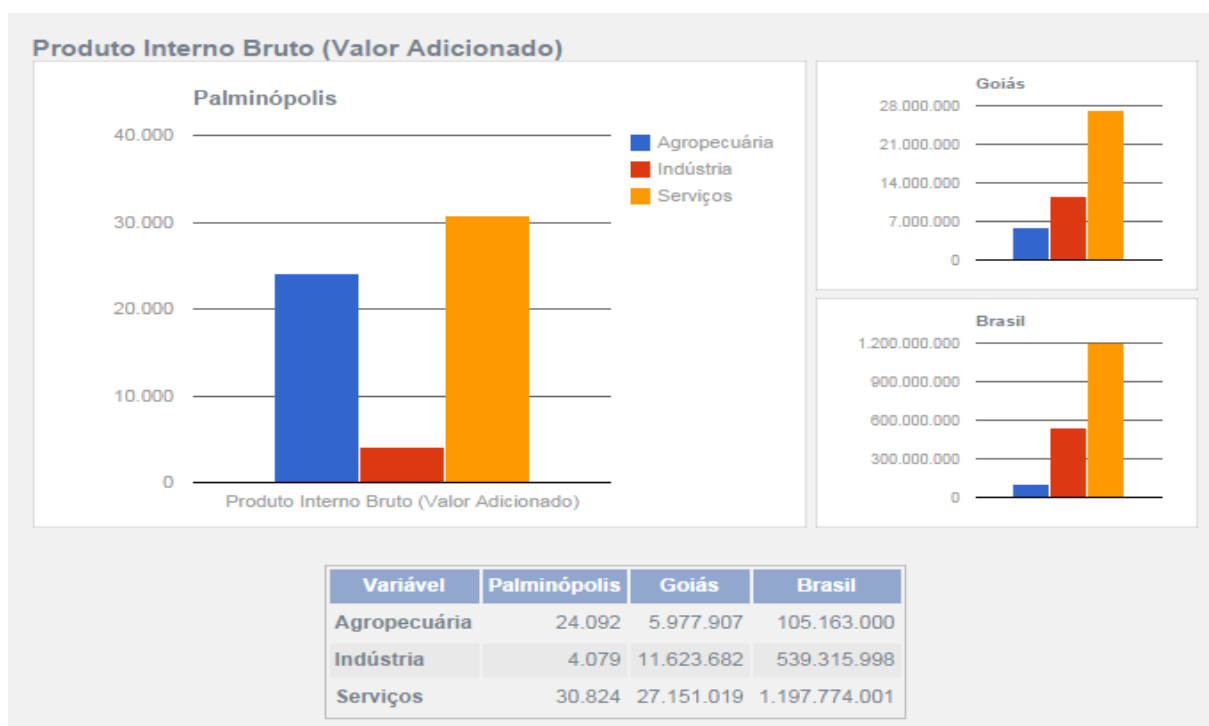 Produto Interno Bruto (Valor Adicionado)
Palminópolis
40.000
30.000
20.000
10.000
0
Produto Interno Bruto (Valor Adicionado)
Agropecuária
Indústria
Serviços
Goiás
28.000.000
21.000.000
14.000.000
7.000.000
0
Brasil
1.200.000.000
900.000.000
600.000.000
300.000.000
0
Variável Palminópolis Goiás Brasil
Agropecuária 24.092 5.977.907 105.163.000
Indústria 4.079 11.623.682 539.315.998
Serviços 30.824 27.151.019 1.197.774.001